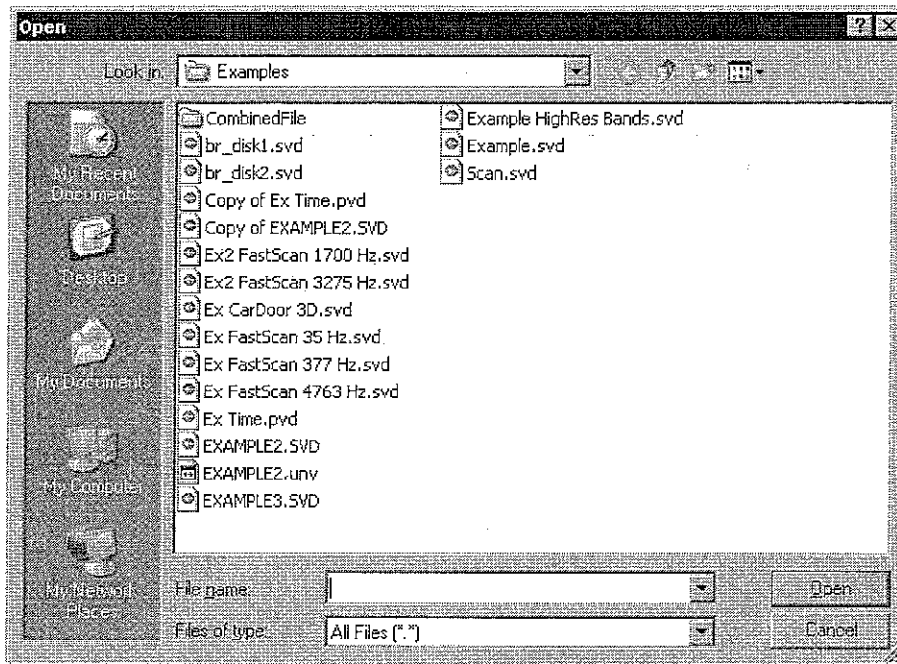 Open
Look in: Examples
My Recent
Documents
Desktop
My Documents
My Computer
My Network
Places
CombinedFile
br_disk1.svd
br_disk2.svd
Copy of Ex Time.pvd
Copy of EXAMPLE2.SVD
Ex2 FastScan 1700 Hz.svd
Ex2 FastScan 3275 Hz.svd
Ex CarDoor 3D.svd
Ex FastScan 35 Hz.svd
Ex FastScan 377 Hz.svd
Ex FastScan 4763 Hz.svd
Ex Time.pvd
EXAMPLE2.SVD
EXAMPLE2.unv
EXAMPLE3.SVD
Example HighRes Bands.svd
Example.svd
Scan.svd
File name:
Open
Files of type: All Files (*.*)
Cancel